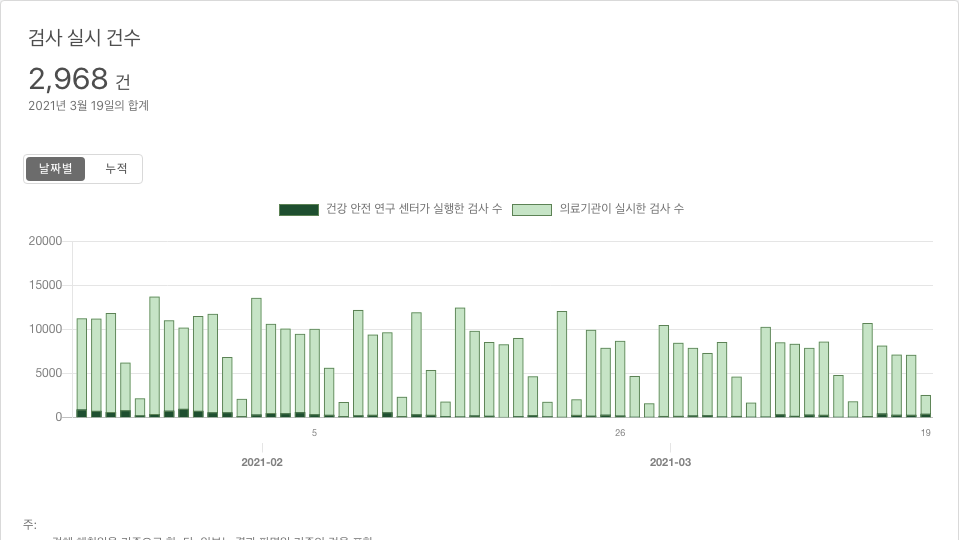 검사 실시 건수
2,968 건
2021년 3월 19일의 합계
날짜별 누적
건강 안전 연구 센터가 실행한 검사 수 의료기관이 실시한 검사 수
20000
15000
10000
5000
0
5 26 19
2021-02 2021-03
주: